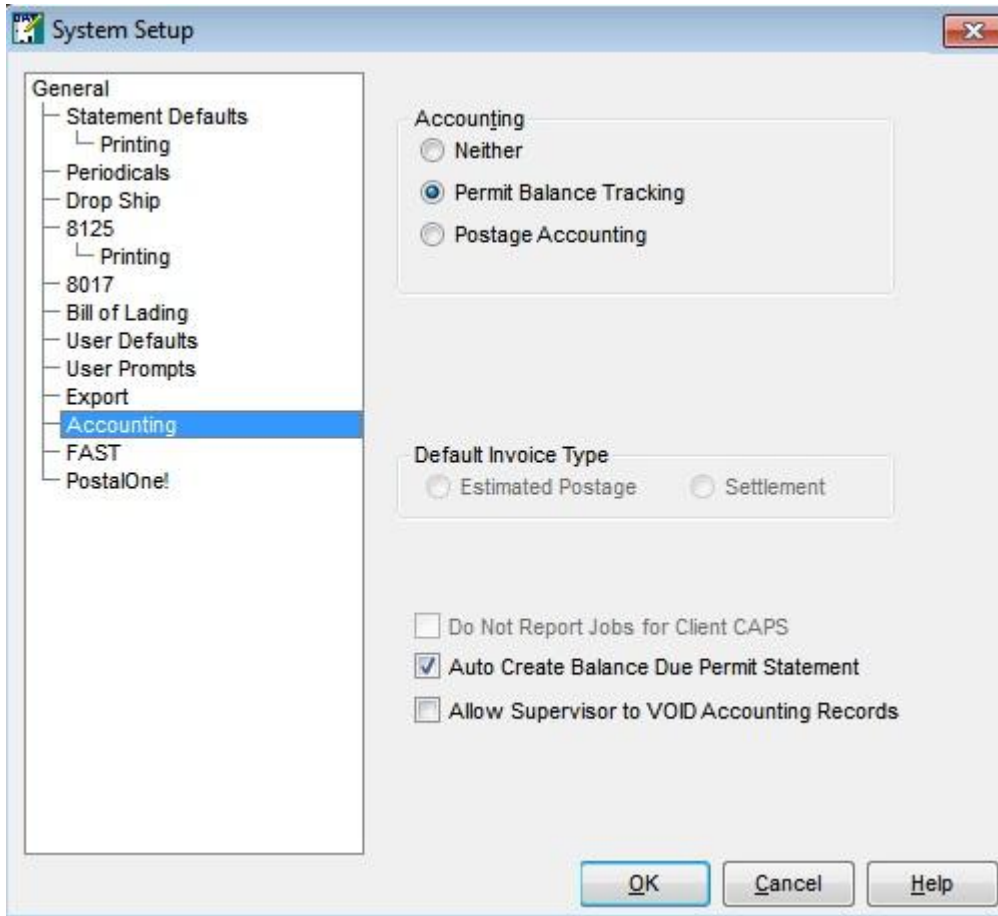 System Setup
General
Statement Defaults
Printing
Periodicals
Drop Ship
8125
Printing
8017
Bill of Lading
User Defaults
User Prompts
Export
Accounting
FAST
PostalOne!
Accounting
Neither
Permit Balance Tracking
Postage Accounting
Default Invoice Type
Estimated Postage Settlement
Do Not Report Jobs for Client CAPS
Auto Create Balance Due Permit Statement
Allow Supervisor to VOID Accounting Records
OK Cancel Help